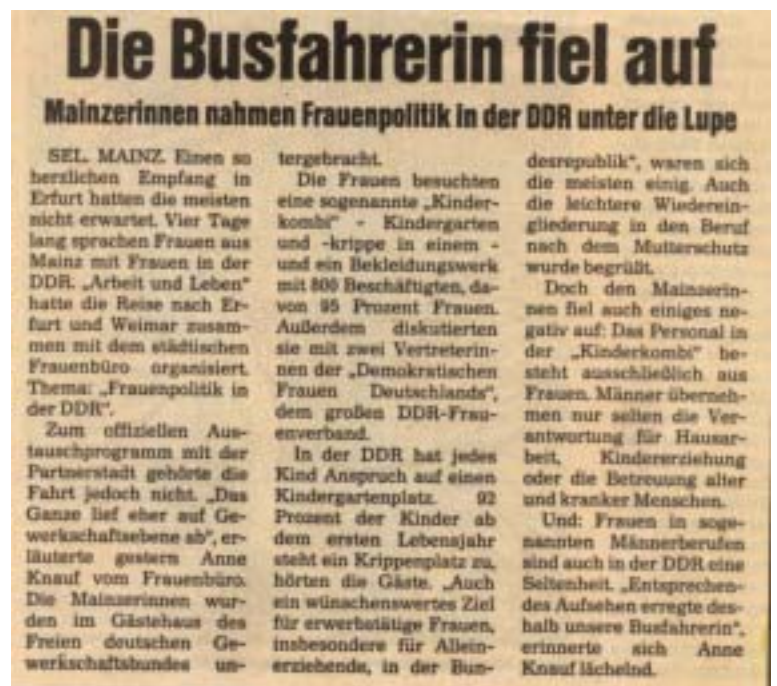 Die Busfahrerin fiel auf
Mainzerinnen nahmen Frauenpolitik in der DDR unter die Lupe
SEL. MAINZ. Einen so
herzlichen Empfang in
Erfurt hatten die meisten
nicht erwartet. Vier Tage
lang sprachen Frauen aus
Mainz mit Frauen in der
DDR. „Arbeit und Leben"
hatte die Reise nach Er-
furt und Weimar zusam-
men mit dem städtischen
Frauenbüro organisiert.
Thema: „Frauenpolitik in
der DDR".
Zum offiziellen Aus-
tauschprogramm mit der
Partnerstadt gehörte die
Fahrt jedoch nicht. „Das
Ganze lief eher auf Ge-
werkschaftsebene ab", er-
läuterte gestern Anne
Knauf vom Frauenbüro.
Die Mainzerinnen wur-
den im Gästehaus des
Freien deutschen Ge-
werkschaftsbundes un-
tergebracht.
Die Frauen besuchten
eine sogenannte „Kinder-
kombi" - Kindergarten
und -krippe in einem -
und ein Bekleidungswerk
mit 800 Beschäftigten, da-
von 95 Prozent Frauen.
Außerdem diskutierten
sie mit zwei Vertreterin-
nen der „Demokratischen
Frauen Deutschlands",
dem großen DDR-Frau-
enverband.
In der DDR hat jedes
Kind Anspruch auf einen
Kindergartenplatz. 92
Prozent der Kinder ab
dem ersten Lebensjahr
steht ein Krippenplatz zu,
hörten die Gäste. „Auch
ein wünschenswertes Ziel
für erwerbstätige Frauen,
insbesondere für Allein-
erziehende, in der Bun-
desrepublik", waren sich
die meisten einig. Auch
die leichtere Wiederein-
gliederung in den Beruf
nach dem Mutterschutz
wurde begrüßt.
Doch den Mainzerin-
nen fiel auch einiges ne-
gativ auf: Das Personal in
der „Kinderkombi" be-
steht ausschließlich aus
Frauen. Männer überneh-
men nur selten die Ver-
antwortung für Hausar-
beit, Kindererziehung
oder die Betreuung alter
und kranker Menschen.
Und: Frauen in soge-
nannten Männerberufen
sind auch in der DDR eine
Seltenheit. „Entsprechen-
des Aufsehen erregte des-
halb unsere Busfahrerin",
erinnerte sich Anne
Knauf lächelnd.